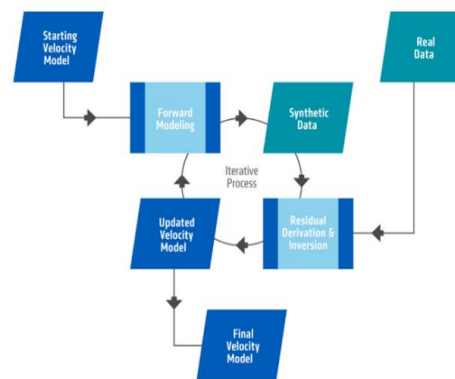 Starting
Velocity
Model
Real
Data
Forward
Modeling
Synthetic
Data
Iterative
Process
Updated
Velocity
Model
Residual
Derivation &
Inversion
Final
Velocity
Model